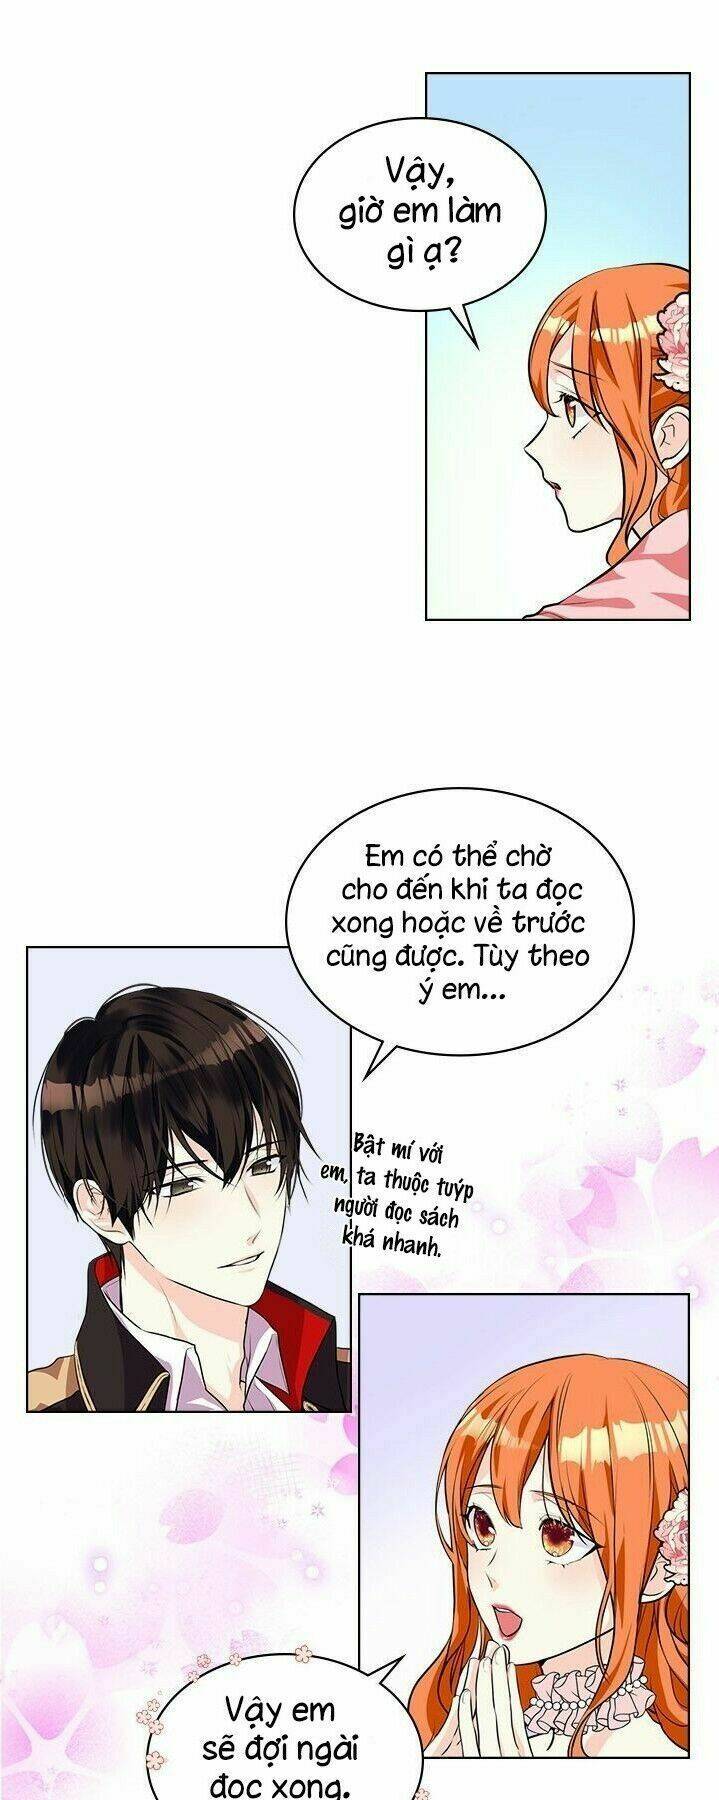 Vậy,
giờ em làm
gì ạ?
Em có thể chờ
cho đến khi ta đọc
xong hoặc về trước
cũng được. Tùy theo
ý em...
Bật mí với
em, ta thuộc tuýp
người đọc sách
khá nhanh.
Vậy em
sẽ đợi ngài
đọc xong.